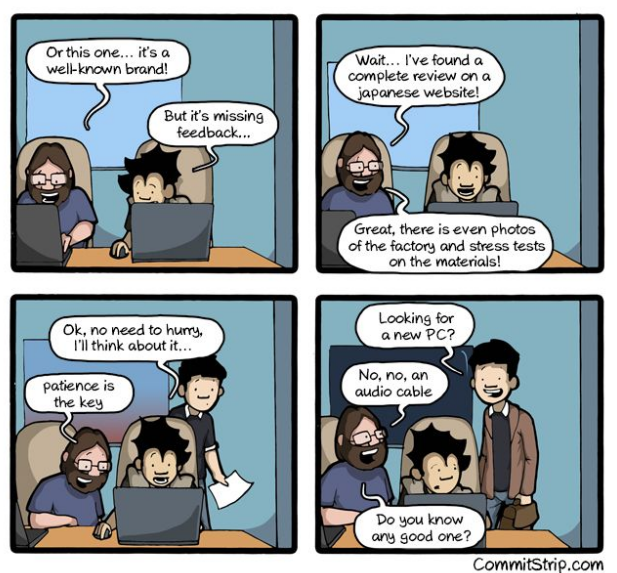 Or this one... it's a
well-known brand!
But it's missing
feedback...
Wait... I've found a
complete review on a
japanese website!
Great, there is even photos
of the factory and stress tests
on the materials!
Ok, no need to hurry,
I'll think about it...
patience is
the key
Looking for
a new PC?
No, no, an
audio cable
Do you know
any good one?
CommitStrip.com